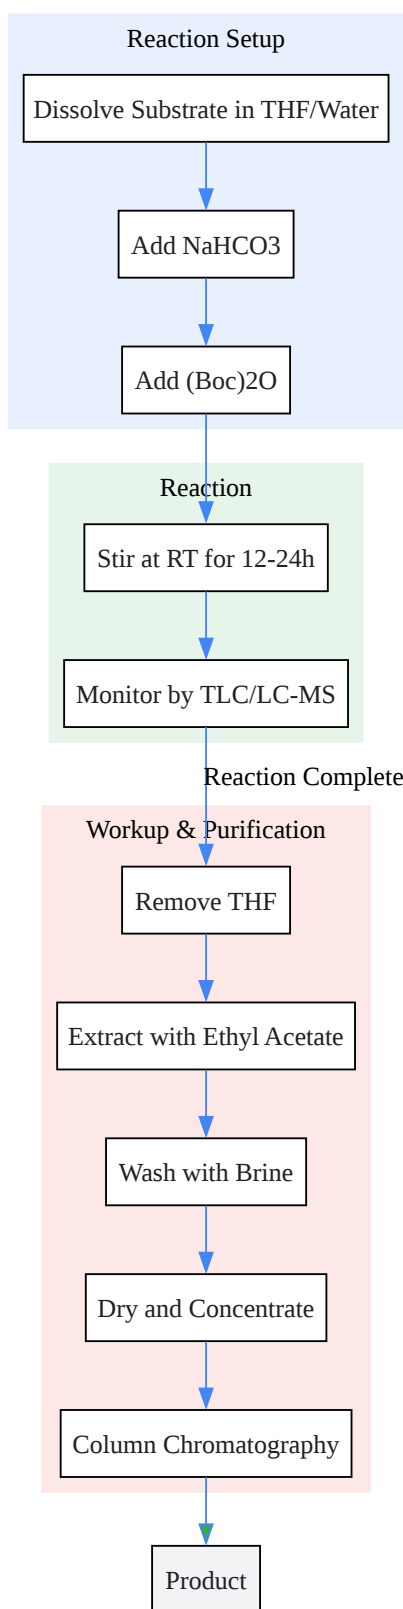 Reaction Setup
Dissolve Substrate in THF/Water
Add NaHCO3
Add (Boc)2O
Reaction
Stir at RT for 12-24h
Monitor by TLC/LC-MS
Reaction Complete
Workup & Purification
Remove THF
Extract with Ethyl Acetate
Wash with Brine
Dry and Concentrate
Column Chromatography
Product